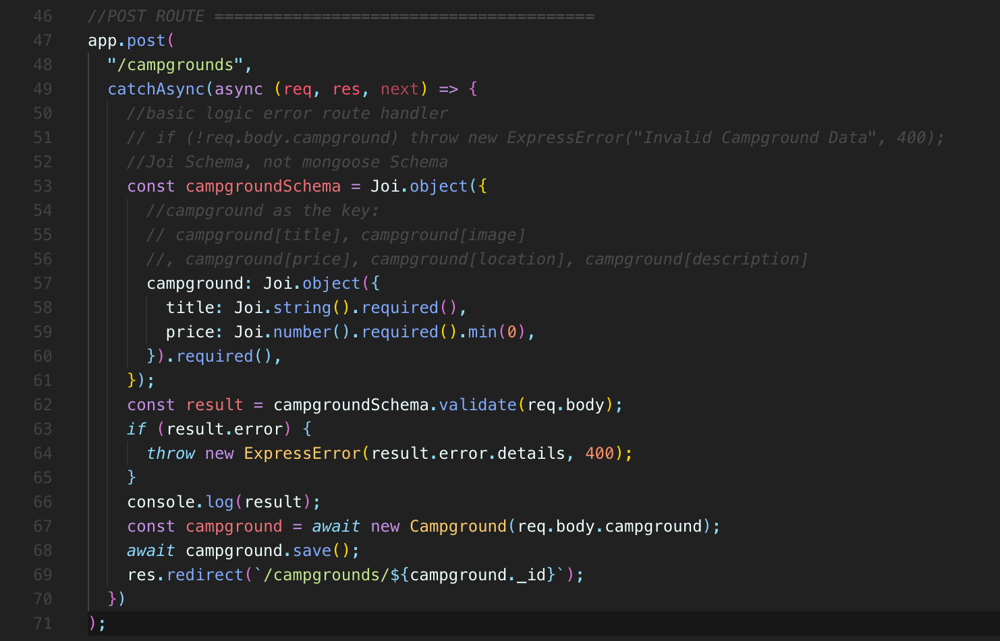 46 //POST ROUTE =======================================
47 app.post(
48 "/campgrounds",
49 catchAsync(async (req, res, next) => {
50 //basic logic error route handler
51 // if (!req.body.campground) throw new ExpressError("Invalid Campground Data", 400);
52 //Joi Schema, not mongoose Schema
53 const campgroundSchema = Joi.object({
54 //campground as the key:
55 // campground[title], campground[image]
56 //, campground[price], campground[location], campground[description]
57 campground: Joi.object({
58 title: Joi.string().required(),
59 price: Joi.number().required().min(0),
60 }).required(),
61 });
62 const result = campgroundSchema.validate(req.body);
63 if (result.error) {
64 throw new ExpressError(result.error.details, 400);
65 }
66 console.log(result);
67 const campground = await new Campground(req.body.campground);
68 await campground.save();
69 res.redirect(`/campgrounds/${campground._id}`);
70 })
71 );